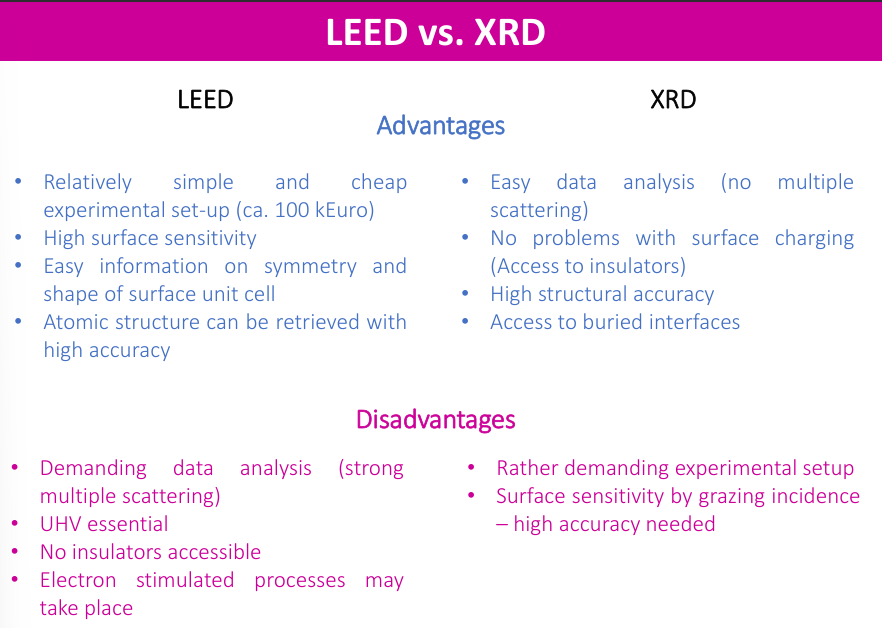 LEED vs. XRD
LEED
XRD
Advantages
• Relatively simple and cheap
experimental set-up (ca. 100 kEuro)
• High surface sensitivity
• Easy information on symmetry and
shape of surface unit cell
• Atomic structure can be retrieved with
high accuracy
• Easy data analysis (no multiple
scattering)
• No problems with surface charging
(Access to insulators)
• High structural accuracy
• Access to buried interfaces
Disadvantages
• Demanding data analysis (strong
multiple scattering)
• UHV essential
• No insulators accessible
• Electron stimulated processes may
take place
• Rather demanding experimental setup
• Surface sensitivity by grazing incidence
– high accuracy needed